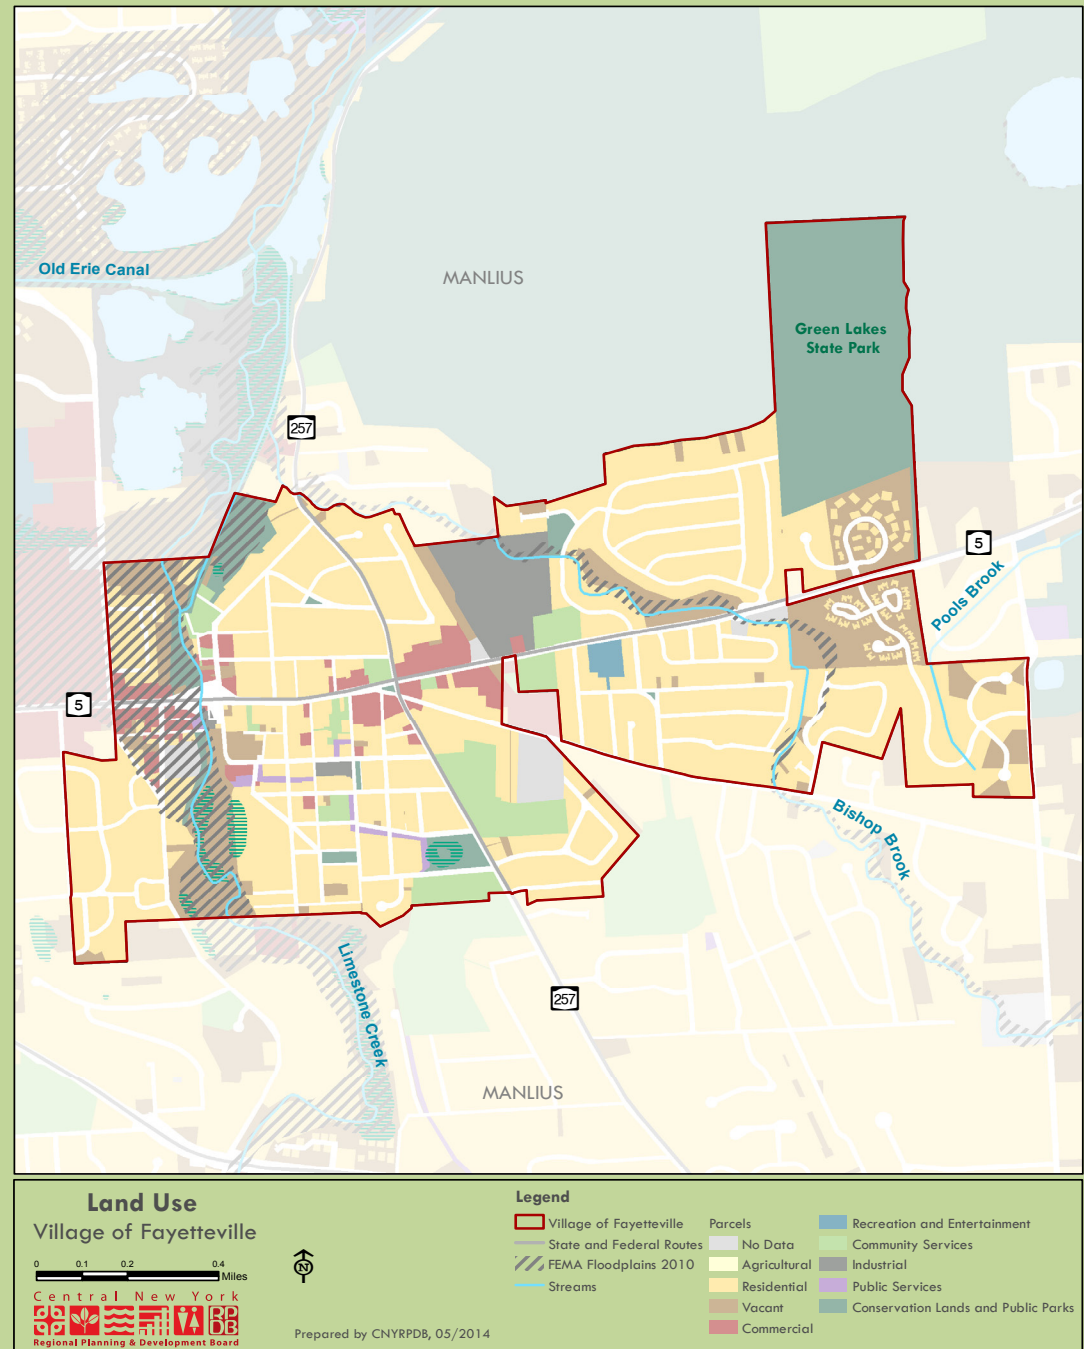 Old Erie Canal
MANLIUS
Green Lakes
State Park
257
5
Pools Brook
5
Bishop Brook
Limestone Creek
257
MANLIUS
Land Use
Village of Fayetteville
0 0.1 0.2 0.4
Miles
N
Central New York
RP
DB
Regional Planning & Development Board
Prepared by CNYRPDB, 05/2014
Legend
Village of Fayetteville
State and Federal Routes
FEMA Floodplains 2010
Streams
Parcels
No Data
Agricultural
Residential
Vacant
Commercial
Recreation and Entertainment
Community Services
Industrial
Public Services
Conservation Lands and Public Parks